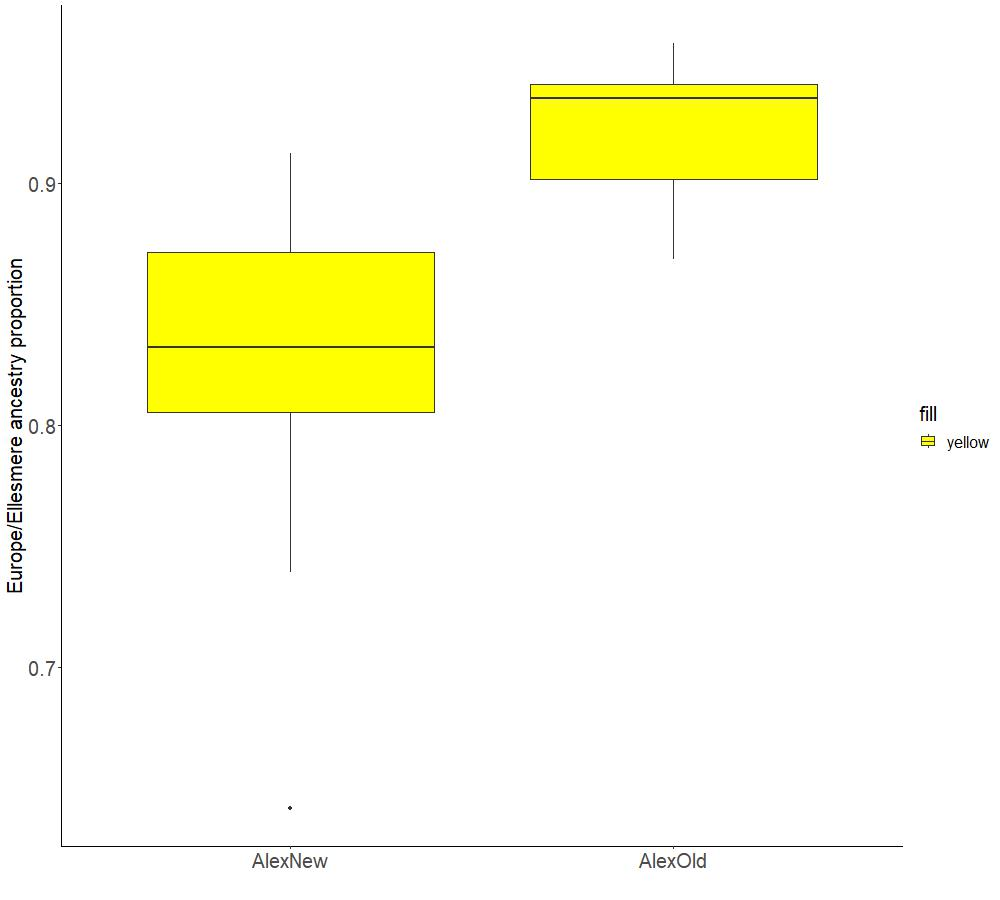 Europe/Ellesmere ancestry proportion
0.9
0.8
0.7
AlexNew
AlexOld
fill
yellow